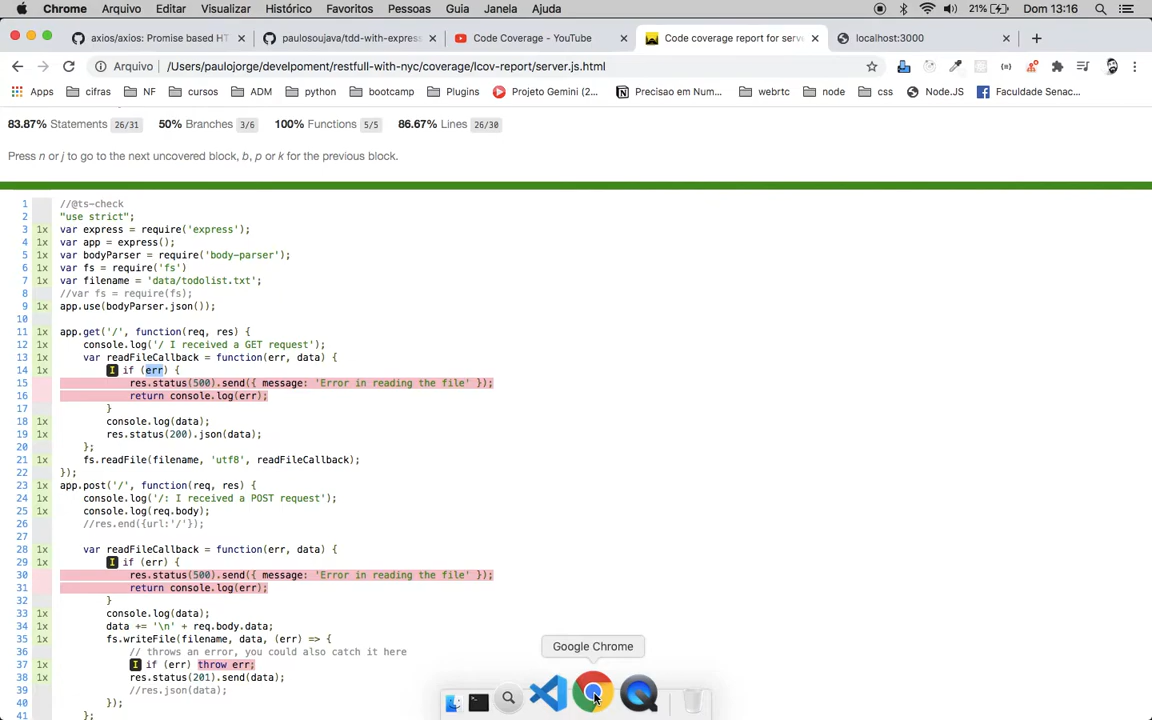 Chrome Arquivo Editar Visualizar Histórico Favoritos Pessoas Guia Janela Ajuda 21% Dom 13:16
axios/axios: Promise based HT
paulosoujava/tdd-with-expres
Code Coverage - YouTube
Code coverage report for serve
localhost:3000
Arquivo /Users/paulojorge/develpoment/restfull-with-nyc/coverage/lcov-report/server.js.html
Apps cifras NF cursos ADM python bootcamp Plugins Projeto Gemini (2... Precisao em Num... webrtc node css Node.JS Faculdade Senac...
83.87% Statements 26/31 50% Branches 3/6 100% Functions 5/5 86.67% Lines 26/30
Press n or j to go to the next uncovered block, b, p or k for the previous block.
1 //@ts-check
2 "use strict";
3 1x var express = require('express');
4 1x var app = express();
5 1x var bodyParser = require('body-parser');
6 1x var fs = require('fs')
7 1x var filename = 'data/todolist.txt';
8 //var fs = require(fs);
9 1x app.use(bodyParser.json());
10
11 1x app.get('/', function(req, res) {
12 1x console.log('/ I received a GET request');
13 1x var readFileCallback = function(err, data) {
14 1x I if (err) {
15 res.status(500).send({ message: 'Error in reading the file' });
16 return console.log(err);
17 }
18 1x console.log(data);
19 1x res.status(200).json(data);
20 };
21 1x fs.readFile(filename, 'utf8', readFileCallback);
22 });
23 1x app.post('/', function(req, res) {
24 1x console.log('/: I received a POST request');
25 1x console.log(req.body);
26 //res.end({url:'/'});
27
28 1x var readFileCallback = function(err, data) {
29 1x I if (err) {
30 res.status(500).send({ message: 'Error in reading the file' });
31 return console.log(err);
32 }
33 1x console.log(data);
34 1x data += '\n' + req.body.data;
35 1x fs.writeFile(filename, data, (err) => {
36 // throws an error, you could also catch it here
37 1x I if (err) throw err;
38 1x res.status(201).send(data);
39 //res.json(data);
40 });
41 };
Google Chrome